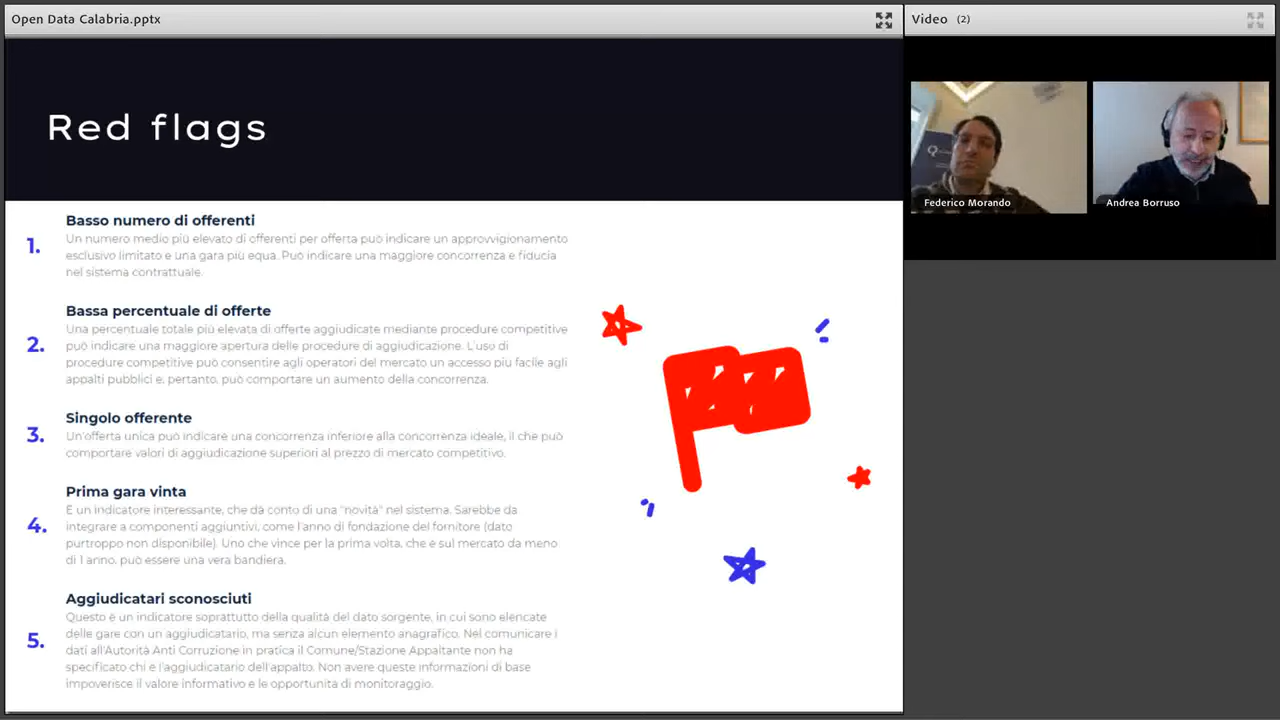 Open Data Calabria.pptx
Video (2)
Red flags
Federico Morando
Andrea Borruso
1.
Basso numero di offerenti
Un numero medio più elevato di offerenti per offerta può indicare un approvvigionamento
esclusivo limitato e una gara più equa. Può indicare una maggiore concorrenza e fiducia
nel sistema contrattuale.
2.
Bassa percentuale di offerte
Una percentuale totale più elevata di offerte aggiudicate mediante procedure competitive
può indicare una maggiore apertura delle procedure di aggiudicazione. L'uso di
procedure competitive può consentire agli operatori del mercato un accesso più facile agli
appalti pubblici e, pertanto, può comportare un aumento della concorrenza.
3.
Singolo offerente
Un'offerta unica può indicare una concorrenza inferiore alla concorrenza ideale, il che può
comportare valori di aggiudicazione superiori al prezzo di mercato competitivo.
4.
Prima gara vinta
È un indicatore interessante, che dà conto di una "novità" nel sistema. Sarebbe da
integrare a componenti aggiuntivi, come l'anno di fondazione del fornitore (dato
purtroppo non disponibile). Uno che vince per la prima volta, che è sul mercato da meno
di 1 anno, può essere una vera bandiera.
5.
Aggiudicatari sconosciuti
Questo è un indicatore soprattutto della qualità del dato sorgente, in cui sono elencate
delle gare con un aggiudicatario, ma senza alcun elemento anagrafico. Nel comunicare i
dati all'Autorità Anti Corruzione in pratica il Comune/Stazione Appaltante non ha
specificato chi è l'aggiudicatario dell'appalto. Non avere queste informazioni di base
impoverisce il valore informativo e le opportunità di monitoraggio.